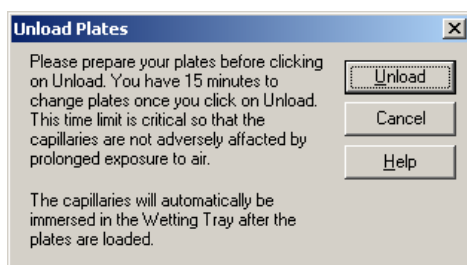 Unload Plates
Please prepare your plates before clicking
on Unload. You have 15 minutes to
change plates once you click on Unload.
This time limit is critical so that the
capillaries are not adversely affacted by
prolonged exposure to air.
The capillaries will automatically be
immersed in the Wetting Tray after the
plates are loaded.
Unload
Cancel
Help